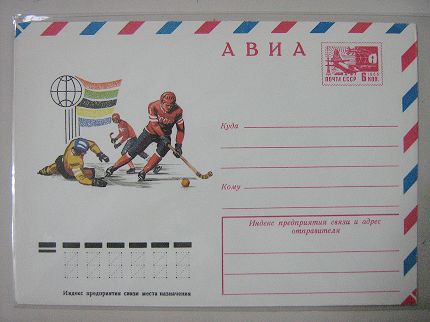 АВИА
ПОЧТА СССР
6 КОП.
Куда
Кому
Индекс предприятия связи и адрес
отправителя
Индекс предприятия связи места назначения